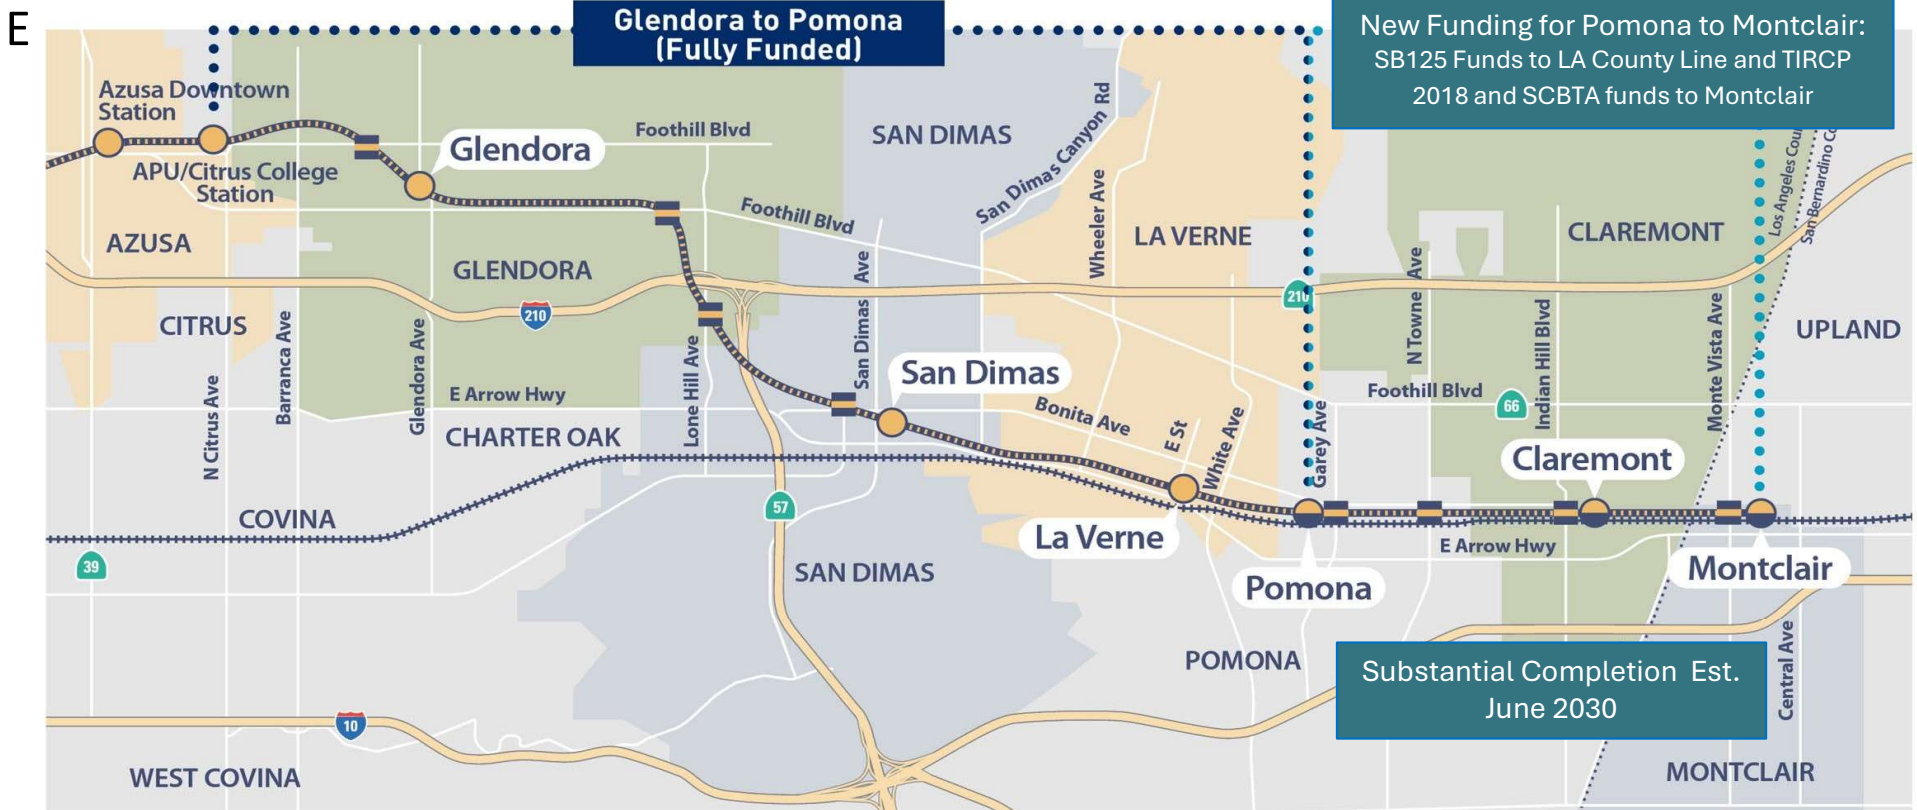 E
Glendora to Pomona
(Fully Funded)
New Funding for Pomona to Montclair:
SB125 Funds to LA County Line and TIRCP
2018 and SCBTA funds to Montclair
Azusa Downtown
Station
APU/Citrus College
Station
Glendora
Foothill Blvd
SAN DIMAS
San Dimas Canyon Rd
Wheeler Ave
LA VERNE
Foothill Blvd
AZUSA
GLENDORA
CLAREMONT
Los Angeles
San Bernardino
210
210
CITRUS
Barranca Ave
Glendora Ave
N Citrus Ave
E Arrow Hwy
CHARTER OAK
Lone Hill Ave
San Dimas Ave
San Dimas
Bonita Ave
E St
White Ave
Garey Ave
N Towne Ave
Foothill Blvd
66
Indian Hill Blvd
Monte Vista Ave
UPLAND
Claremont
COVINA
57
39
La Verne
Pomona
E Arrow Hwy
Montclair
SAN DIMAS
POMONA
Substantial Completion Est.
June 2030
Central Ave
10
WEST COVINA
MONTCLAIR